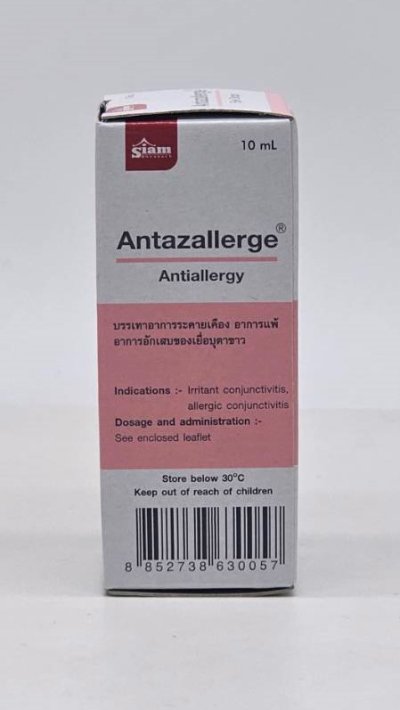 Antazallerge
Siam
10 mL
Antazallerge®
Antiallergy
บรรเทาอาการระคายเคือง อาการแพ้
อาการอักเสบของเยื่อบุตาขาว
Indications :- Irritant conjunctivitis,
allergic conjunctivitis
Dosage and administration :-
See enclosed leaflet
Store below 30°C
Keep out of reach of children
8 852738 630057